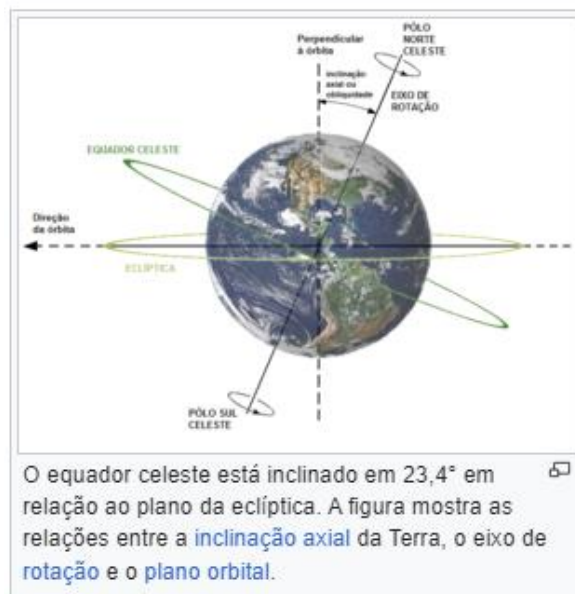 PÓLO
NORTE
CELESTE
Perpendicular
à órbita
inclinação
axial ou
obliquidade
EIXO DE
ROTAÇÃO
EQUADOR CELESTE
Direção
da órbita
ECLÍPTICA
PÓLO SUL
CELESTE
O equador celeste está inclinado em 23,4° em
relação ao plano da eclíptica. A figura mostra as
relações entre a inclinação axial da Terra, o eixo de
rotação e o plano orbital.